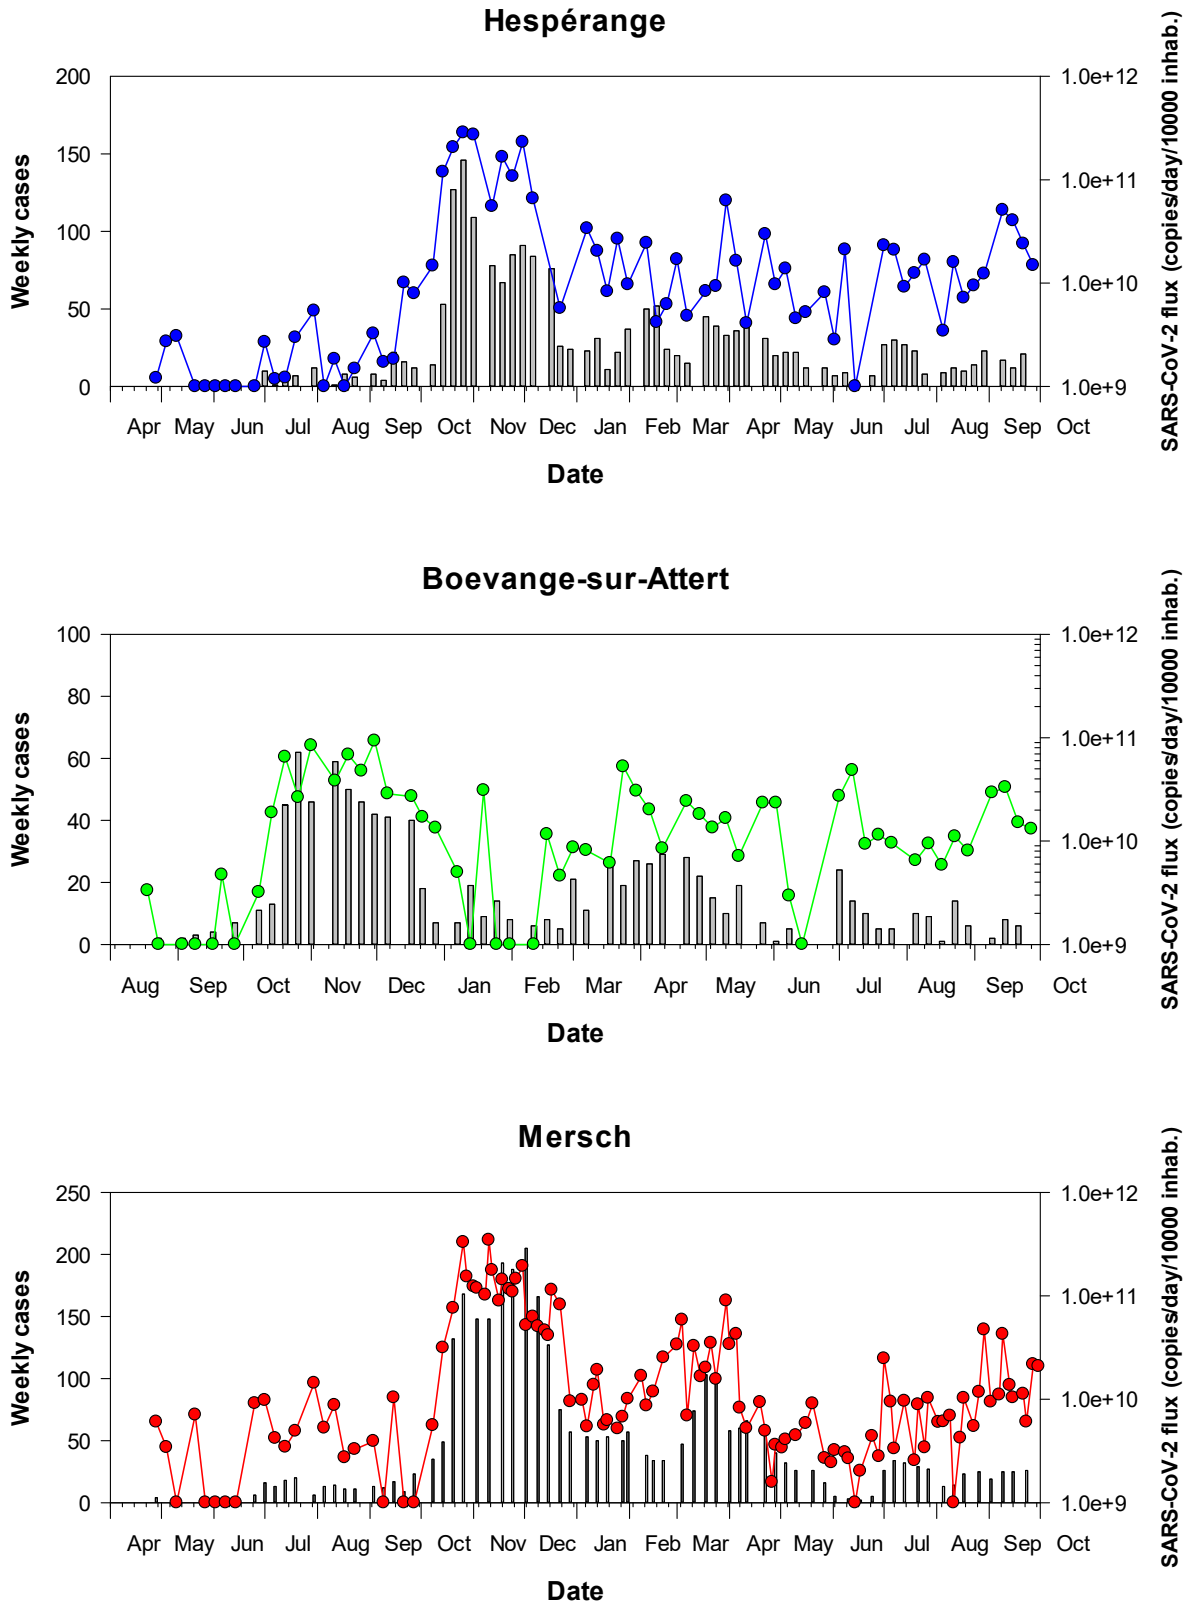 Hespérange
Weekly cases
200
150
100
50
0
1.0e+12
1.0e+11
1.0e+10
1.0e+9
SARS-CoV-2 flux (copies/day/10000 inhab.)
Apr May Jun Jul Aug Sep Oct Nov Dec Jan Feb Mar Apr May Jun Jul Aug Sep Oct
Date
Boevange-sur-Attert
Weekly cases
100
80
60
40
20
0
1.0e+12
1.0e+11
1.0e+10
1.0e+9
SARS-CoV-2 flux (copies/day/10000 inhab.)
Aug Sep Oct Nov Dec Jan Feb Mar Apr May Jun Jul Aug Sep Oct
Date
Mersch
Weekly cases
250
200
150
100
50
0
1.0e+12
1.0e+11
1.0e+10
1.0e+9
SARS-CoV-2 flux (copies/day/10000 inhab.)
Apr May Jun Jul Aug Sep Oct Nov Dec Jan Feb Mar Apr May Jun Jul Aug Sep Oct
Date